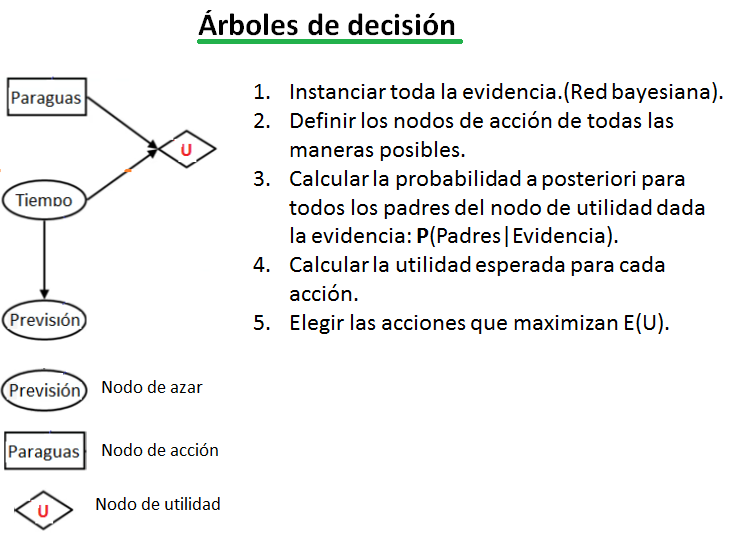 Árboles de decisión
Paraguas
U
Tiempo
Previsión
1. Instanciar toda la evidencia.(Red bayesiana).
2. Definir los nodos de acción de todas las
maneras posibles.
3. Calcular la probabilidad a posteriori para
todos los padres del nodo de utilidad dada
la evidencia: P(Padres|Evidencia).
4. Calcular la utilidad esperada para cada
acción.
5. Elegir las acciones que maximizan E(U).
Previsión Nodo de azar
Paraguas Nodo de acción
U Nodo de utilidad